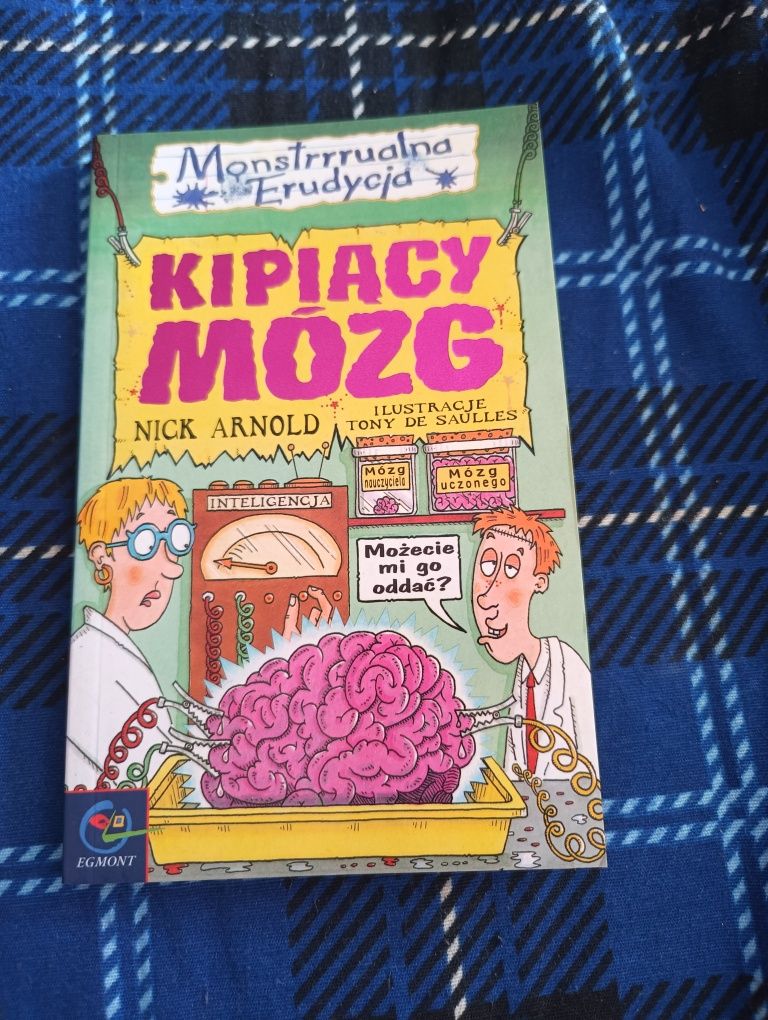 Monstrrrualna
Erudycja
KIPIĄCY
MÓZG
NICK ARNOLD
ILUSTRACJE
TONY DE SAULLES
INTELIGENCJA
Mózg
nauczyciela
Mózg
uczonego
Możecie
mi go
oddać?
EGMONT